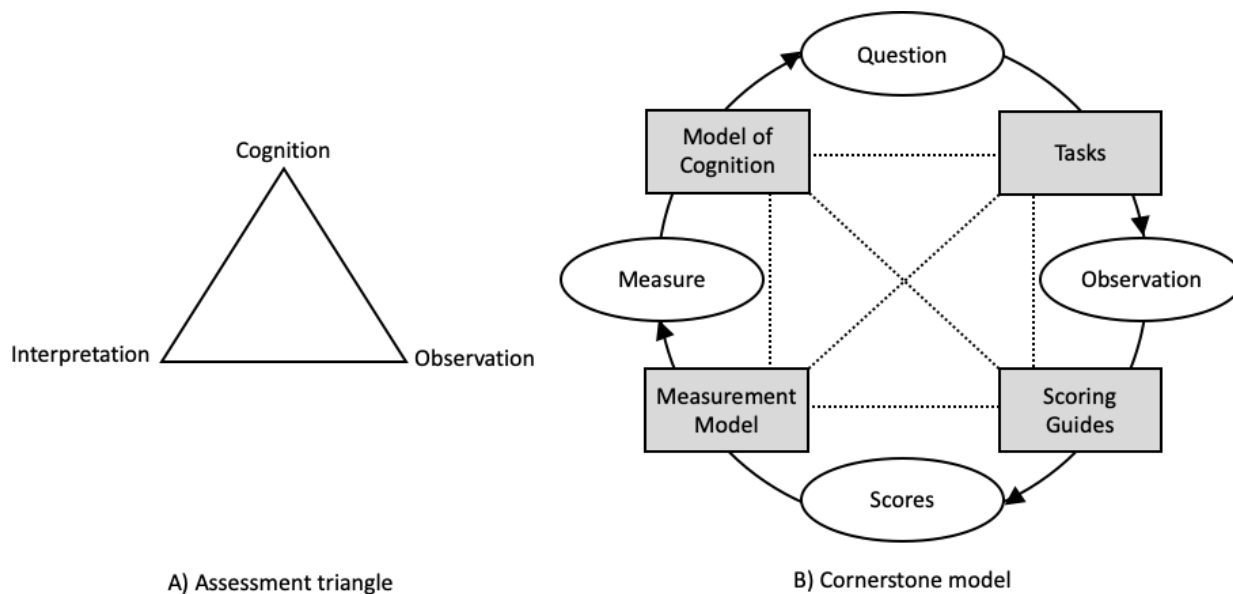 Cognition
Interpretation
Observation
A) Assessment triangle
Question
Model of
Cognition
Tasks
Measure
Observation
Measurement
Model
Scoring
Guides
Scores
B) Cornerstone model